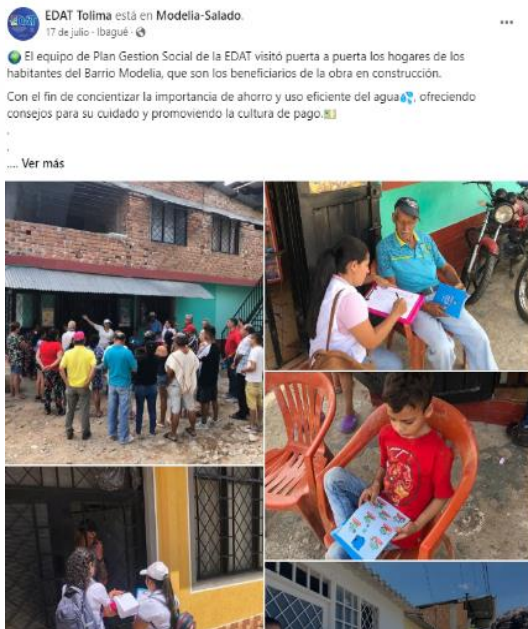 EDAT Tolima está en Modelia-Salado.
17 de julio · Ibagué ·
El equipo de Plan Gestion Social de la EDAT visitó puerta a puerta los hogares de los
habitantes del Barrio Modelia, que son los beneficiarios de la obra en construcción.
Con el fin de concientizar la importancia de ahorro y uso eficiente del agua, ofreciendo
consejos para su cuidado y promoviendo la cultura de pago.
.
.
.... Ver más